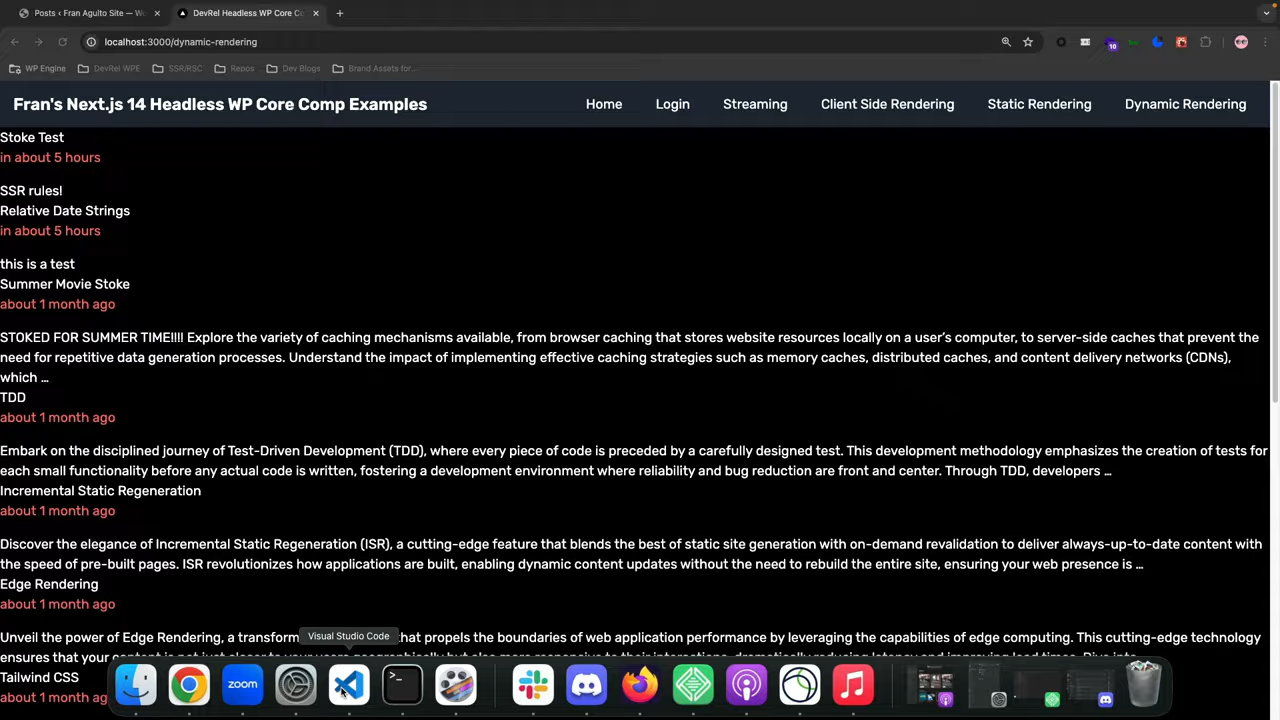 Posts ‹ Fran Agulto Site — Wo
DevRel Headless WP Core Co
localhost:3000/dynamic-rendering
10
WP Engine
DevRel WPE
SSR/RSC
Repos
Dev Blogs
Brand Assets for...
Fran's Next.js 14 Headless WP Core Comp Examples
Home
Login
Streaming
Client Side Rendering
Static Rendering
Dynamic Rendering
Stoke Test
in about 5 hours
SSR rules!
Relative Date Strings
in about 5 hours
this is a test
Summer Movie Stoke
about 1 month ago
STOKED FOR SUMMER TIME!!!! Explore the variety of caching mechanisms available, from browser caching that stores website resources locally on a user's computer, to server-side caches that prevent the
need for repetitive data generation processes. Understand the impact of implementing effective caching strategies such as memory caches, distributed caches, and content delivery networks (CDNs),
which …
TDD
about 1 month ago
Embark on the disciplined journey of Test-Driven Development (TDD), where every piece of code is preceded by a carefully designed test. This development methodology emphasizes the creation of tests for
each small functionality before any actual code is written, fostering a development environment where reliability and bug reduction are front and center. Through TDD, developers …
Incremental Static Regeneration
about 1 month ago
Discover the elegance of Incremental Static Regeneration (ISR), a cutting-edge feature that blends the best of static site generation with on-demand revalidation to deliver always-up-to-date content with
the speed of pre-built pages. ISR revolutionizes how applications are built, enabling dynamic content updates without the need to rebuild the entire site, ensuring your web presence is …
Edge Rendering
about 1 month ago
Visual Studio Code
Unveil the power of Edge Rendering, a transform that propels the boundaries of web application performance by leveraging the capabilities of edge computing. This cutting-edge technology
ensures that your
Tailwind CSS
about 1 month ag
zoom